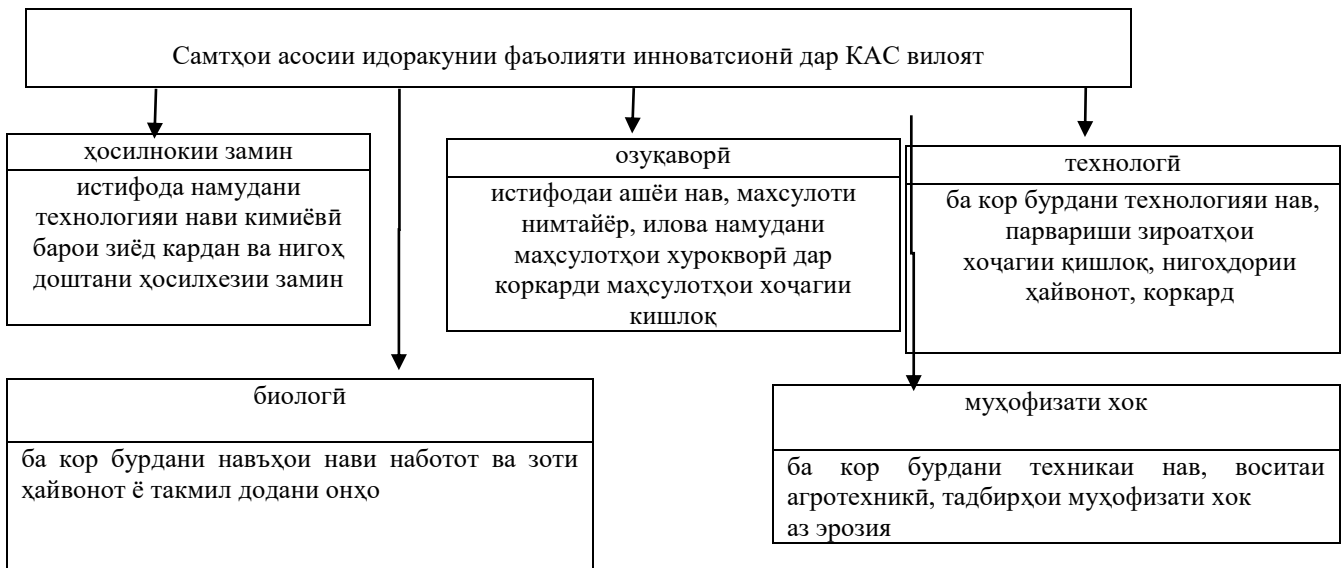 Самтҳои асосии идоракунии фаъолияти инноватсионӣ дар КАС вилоят
ҳосилнокии замин
истифода намудани
технологияи нави кимиёвӣ
барои зиёд кардан ва нигоҳ
доштани ҳосилхезии замин
озуқаворӣ
истифодаи ашёи нав, махсулоти
нимтайёр, илова намудани
маҳсулотҳои хурокворӣ дар
коркарди маҳсулотҳои хоҷагии
кишлоқ
технологӣ
ба кор бурдани технологияи нав,
парвариши зироатҳои
хоҷагии қишлоқ, нигоҳдории
ҳайвонот, коркард
биологӣ
ба кор бурдани навъҳои нави наботот ва зоти
ҳайвонот ё такмил додани онҳо
муҳофизати хок
ба кор бурдани техникаи нав, воситаи
агротехникӣ, тадбирҳои муҳофизати хок
аз эрозия